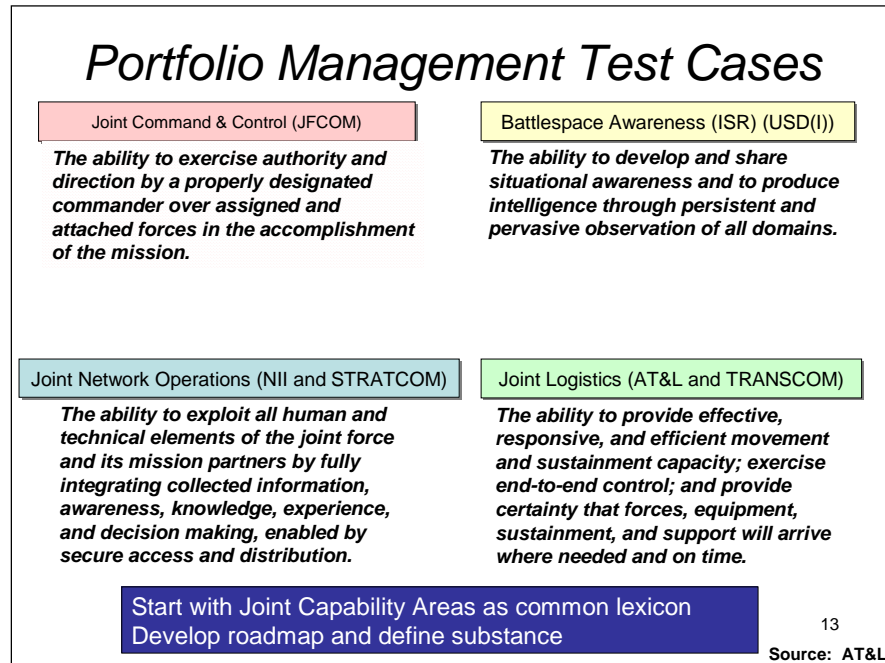 Portfolio Management Test Cases
Joint Command & Control (JFCOM)
The ability to exercise authority and
direction by a properly designated
commander over assigned and
attached forces in the accomplishment
of the mission.
Battlespace Awareness (ISR) (USD(I))
The ability to develop and share
situational awareness and to produce
intelligence through persistent and
pervasive observation of all domains.
Joint Network Operations (NII and STRATCOM)
The ability to exploit all human and
technical elements of the joint force
and its mission partners by fully
integrating collected information,
awareness, knowledge, experience,
and decision making, enabled by
secure access and distribution.
Joint Logistics (AT&L and TRANSCOM)
The ability to provide effective,
responsive, and efficient movement
and sustainment capacity; exercise
end-to-end control; and provide
certainty that forces, equipment,
sustainment, and support will arrive
where needed and on time.
Start with Joint Capability Areas as common lexicon
Develop roadmap and define substance
13
Source: AT&L